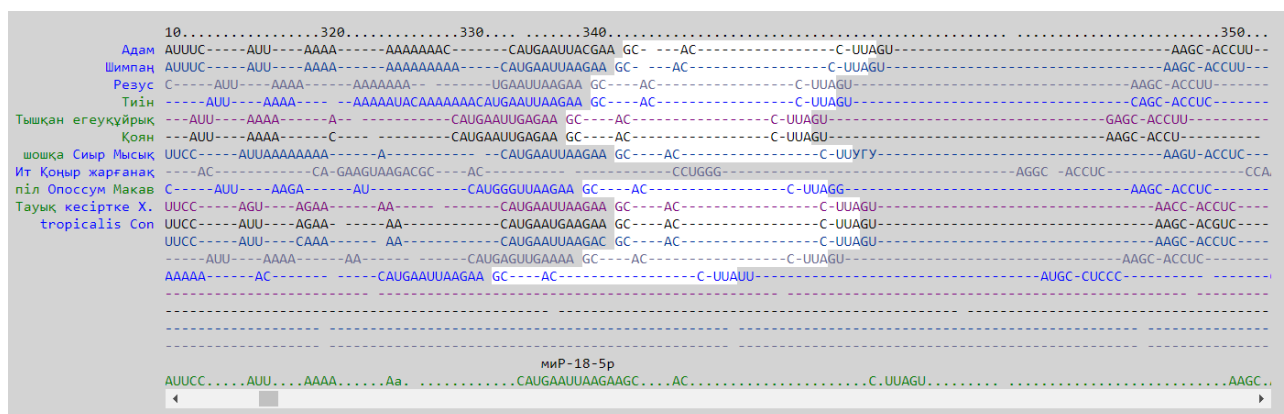 10.................320.................330.... .......340..................................................... ...........................350...
Адам AUUUC-----AUU----AAAA------AAAAAAAC-------CAUGAAUUACGAA GC- ---AC----------------C-UUAGU-----------------------------------AAGC-ACCUU--
Шимпаң AUUUC-----AUU----AAAA------AAAAAAAAA-----CAUGAAUUAAGAA GC- ---AC-----------------C-UUAGU-----------------------------------AAGC-ACCUU--
Резус C-----AUU----AAAA------AAAAAAA---------UGAAUUAAGAA GC----AC-----------------C-UUAGU----------------------------------AAGC-ACCUU-----
Тиін -----AUU----AAAA---- --AAAAAUACAAAAAAACAUGAAUUAAGAA GC----AC------------------C-UUAGU-----------------------------------CAGC-ACCUC-----
Тышқан егеуқұйрық ---AUU----AAAA------A--------------CAUGAAUUGAGAA GC----AC-----------------C-UUAGU----------------------------------GAGC-ACCUU---------
Қоян ---AUU----AAAA------C--------------CAUGAAUUGAGAA GC----AC-----------------C-UUAGU----------------------------------AAGC-ACCU----------
шошқа Сиыр Мысық UUCC-----AUUAAAAAAAA------A---------- --CAUGAAUUAAGAA GC----AC-----------------C-UUУГУ----------------------------------AAGU-ACCUC---
Ит Қоңыр жарғанақ ----AC------------CA-GAAGUAAGACGC---AC-----------------------CCUGGG------------------------------------AGGC -ACCUC-----------------CCA
піл Опоссум Макав C-----AUU----AAGA------AU------------CAUGGGUUAAGAA GC----AC-----------------C-UUAGG-----------------------------------AAGC-ACCUC-----
Тауық кесіртке X. UUCC-----AGU----AGAA------AA-------------CAUGAAUUAAGAA GC----AC-----------------C-UUAGU-----------------------------------AACC-ACCUC---
tropicalis Con UUCC-----AUU----AGAA- -----AA------------CAUGAAUGAAGAA GC----AC-----------------C-UUAGU-----------------------------------AAGC-ACGUC---
UUCC-----AUU----CAAA------ AA------------CAUGAAUUAAGAC GC----AC-----------------C-UUAGU-----------------------------------AAGC-ACCUC---
-----AUU----AAAA------AA-------------CAUGAGUUGAAAA GC----AC-----------------C-UUAGU-----------------------------------AAGC-ACCUC-------
AAAAA------AC-------- -----CAUGAAUUAAGAA GC----AC-----------------C-UUAUU-----------------------------------AUGC-CUCCC---------- ------
миР-18-5р
AUUCC.....AUU....AAAA......Aa. ............CAUGAAUUAAGAAGC....AC.......................C.UUAGU......... ...........................AAGC.